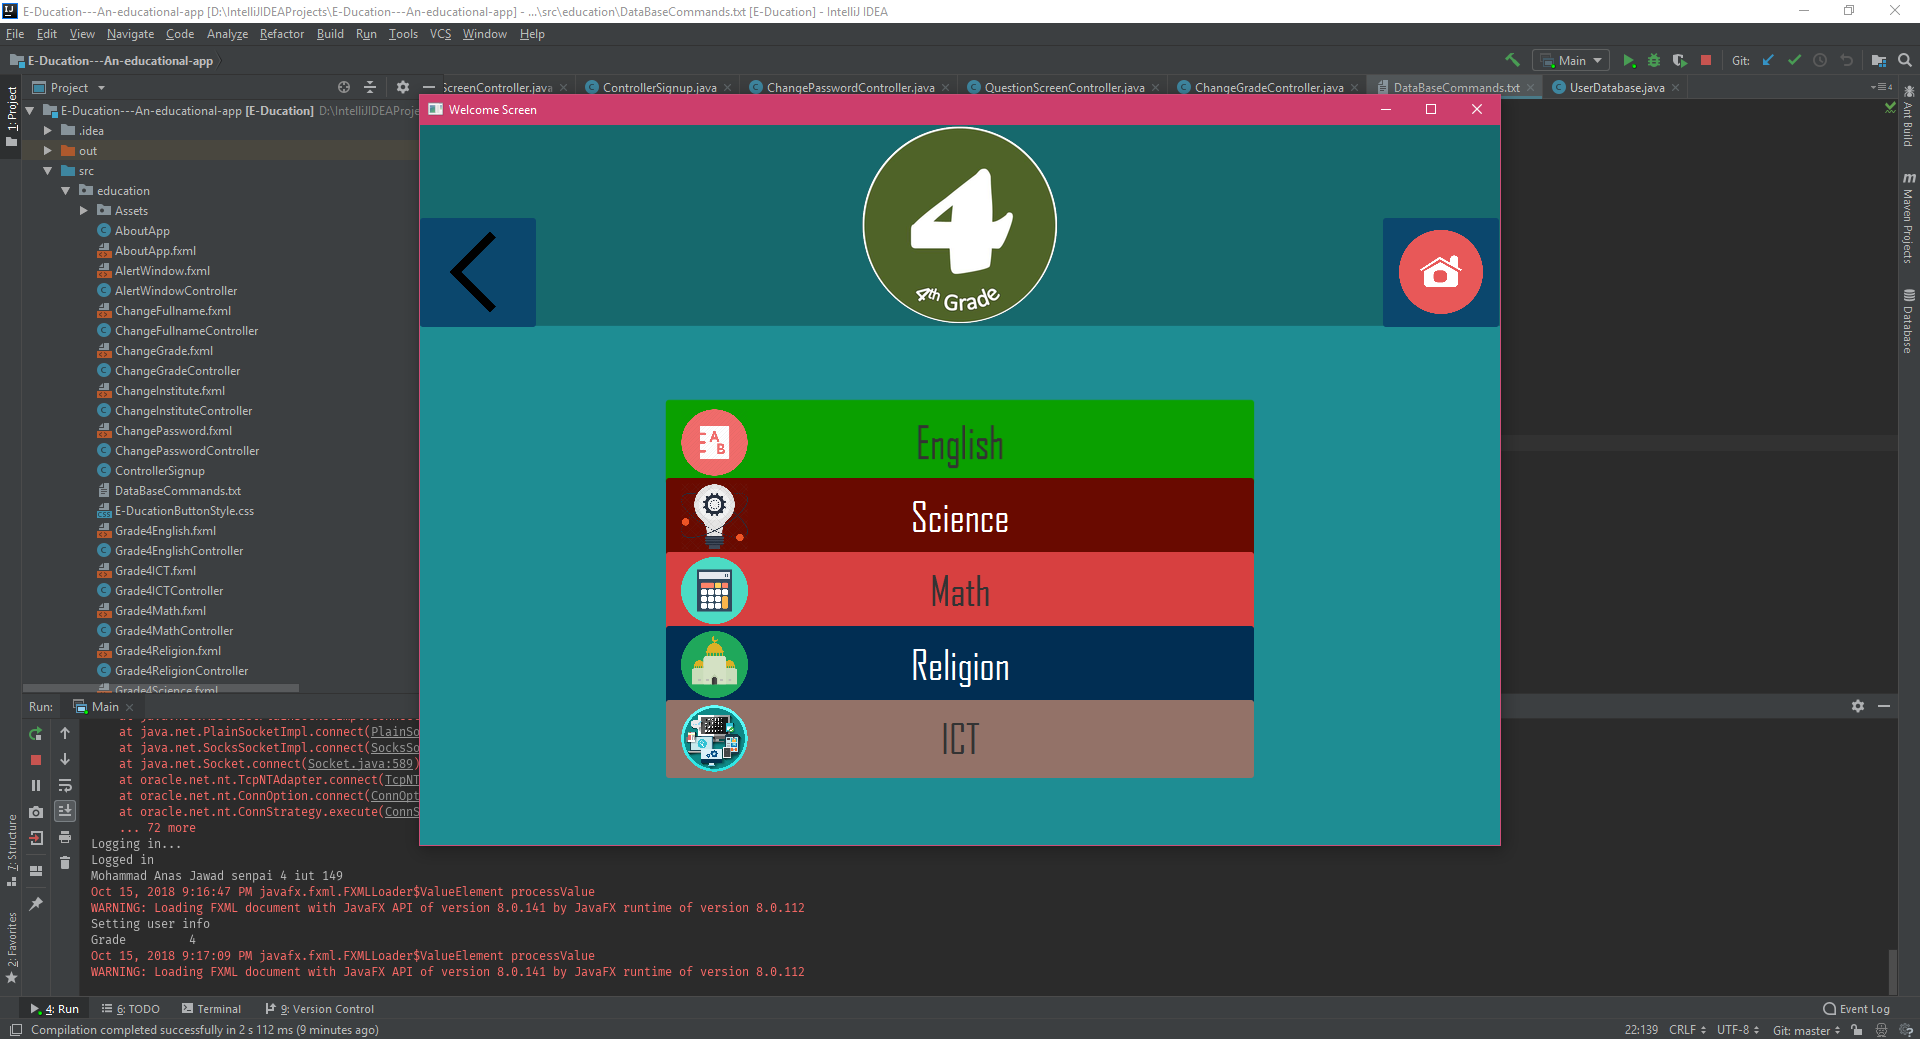 E-Ducation---An-educational-app [D:\IntelliJIDEAProjects\E-Ducation---An-educational-app] - ...\src\education\DataBaseCommands.txt [E-Ducation] - IntelliJ IDEA
File Edit View Navigate Code Analyze Refactor Build Run Tools VCS Window Help
E-Ducation---An-educational-app
Main
Git:
Project
ScreenController.java
ControllerSignup.java
ChangePasswordController.java
QuestionScreenController.java
ChangeGradeController.java
DataBaseCommands.txt
UserDatabase.java
1: Project
E-Ducation---An-educational-app [E-Ducation] D:\IntelliJIDEAProje
.idea
out
src
education
Assets
AboutApp
AboutApp.fxml
AlertWindow.fxml
AlertWindowController
ChangeFullname.fxml
ChangeFullnameController
ChangeGrade.fxml
ChangeGradeController
ChangeInstitute.fxml
ChangeInstituteController
ChangePassword.fxml
ChangePasswordController
ControllerSignup
DataBaseCommands.txt
E-DucationButtonStyle.css
Grade4English.fxml
Grade4EnglishController
Grade4ICT.fxml
Grade4ICTController
Grade4Math.fxml
Grade4MathController
Grade4Religion.fxml
Grade4ReligionController
Grade4Science.fxml
Welcome Screen
4
4th Grade
A
B
English
Science
Math
Religion
ICT
Ant Build
Maven Projects
Database
Run: Main
at java.net.PlainSocketImpl.connect(PlainSo
at java.net.SocksSocketImpl.connect(SocksSo
at java.net.Socket.connect(Socket.java:589)
at oracle.net.nt.TcpNTAdapter.connect(TcpNT
at oracle.net.nt.ConnOption.connect(ConnOpt
at oracle.net.nt.ConnStrategy.execute(ConnS
... 72 more
Logging in...
Logged in
Mohammad Anas Jawad senpai 4 iut 149
Oct 15, 2018 9:16:47 PM javafx.fxml.FXMLLoader$ValueElement processValue
WARNING: Loading FXML document with JavaFX API of version 8.0.141 by JavaFX runtime of version 8.0.112
Setting user info
Grade 4
Oct 15, 2018 9:17:09 PM javafx.fxml.FXMLLoader$ValueElement processValue
WARNING: Loading FXML document with JavaFX API of version 8.0.141 by JavaFX runtime of version 8.0.112
7: Structure
2: Favorites
4: Run
6: TODO
Terminal
9: Version Control
Event Log
Compilation completed successfully in 2 s 112 ms (9 minutes ago)
22:139 CRLF UTF-8 Git: master